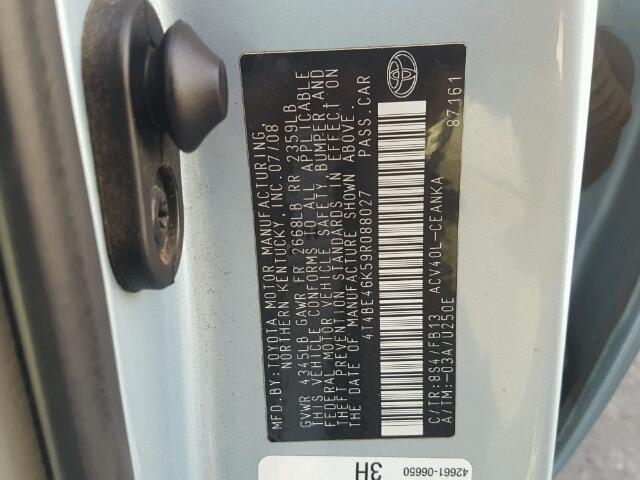 MFD.BY: TOYOTA MOTOR MANUFACTURING,
NORTHERN KENTUCKY, INC. 07/08
GVWR 4345LB GAWR FR 2668LB RR 2359LB
THIS VEHICLE CONFORMS TO ALL APPLICABLE
FEDERAL MOTOR VEHICLE SAFETY BUMPER, AND
THEFT PREVENTION STANDARDS IN EFFECT ON
THE DATE OF MANUFACTURE SHOWN ABOVE.
4T4BE46K59R088027 PASS.CAR
C/TR:8S4/FB13 ACV40L-CEANKA
A/TM:-03A/U250E 87161
42661-06650
3H